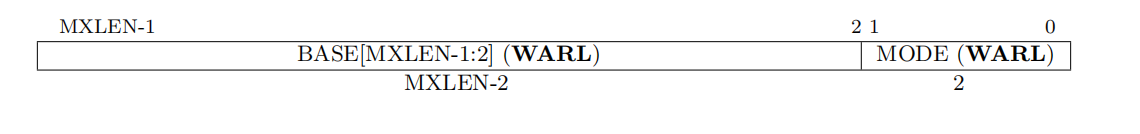 MXLEN-1 2 1 0
BASE[MXLEN-1:2] (WARL) MODE (WARL)
MXLEN-2 2